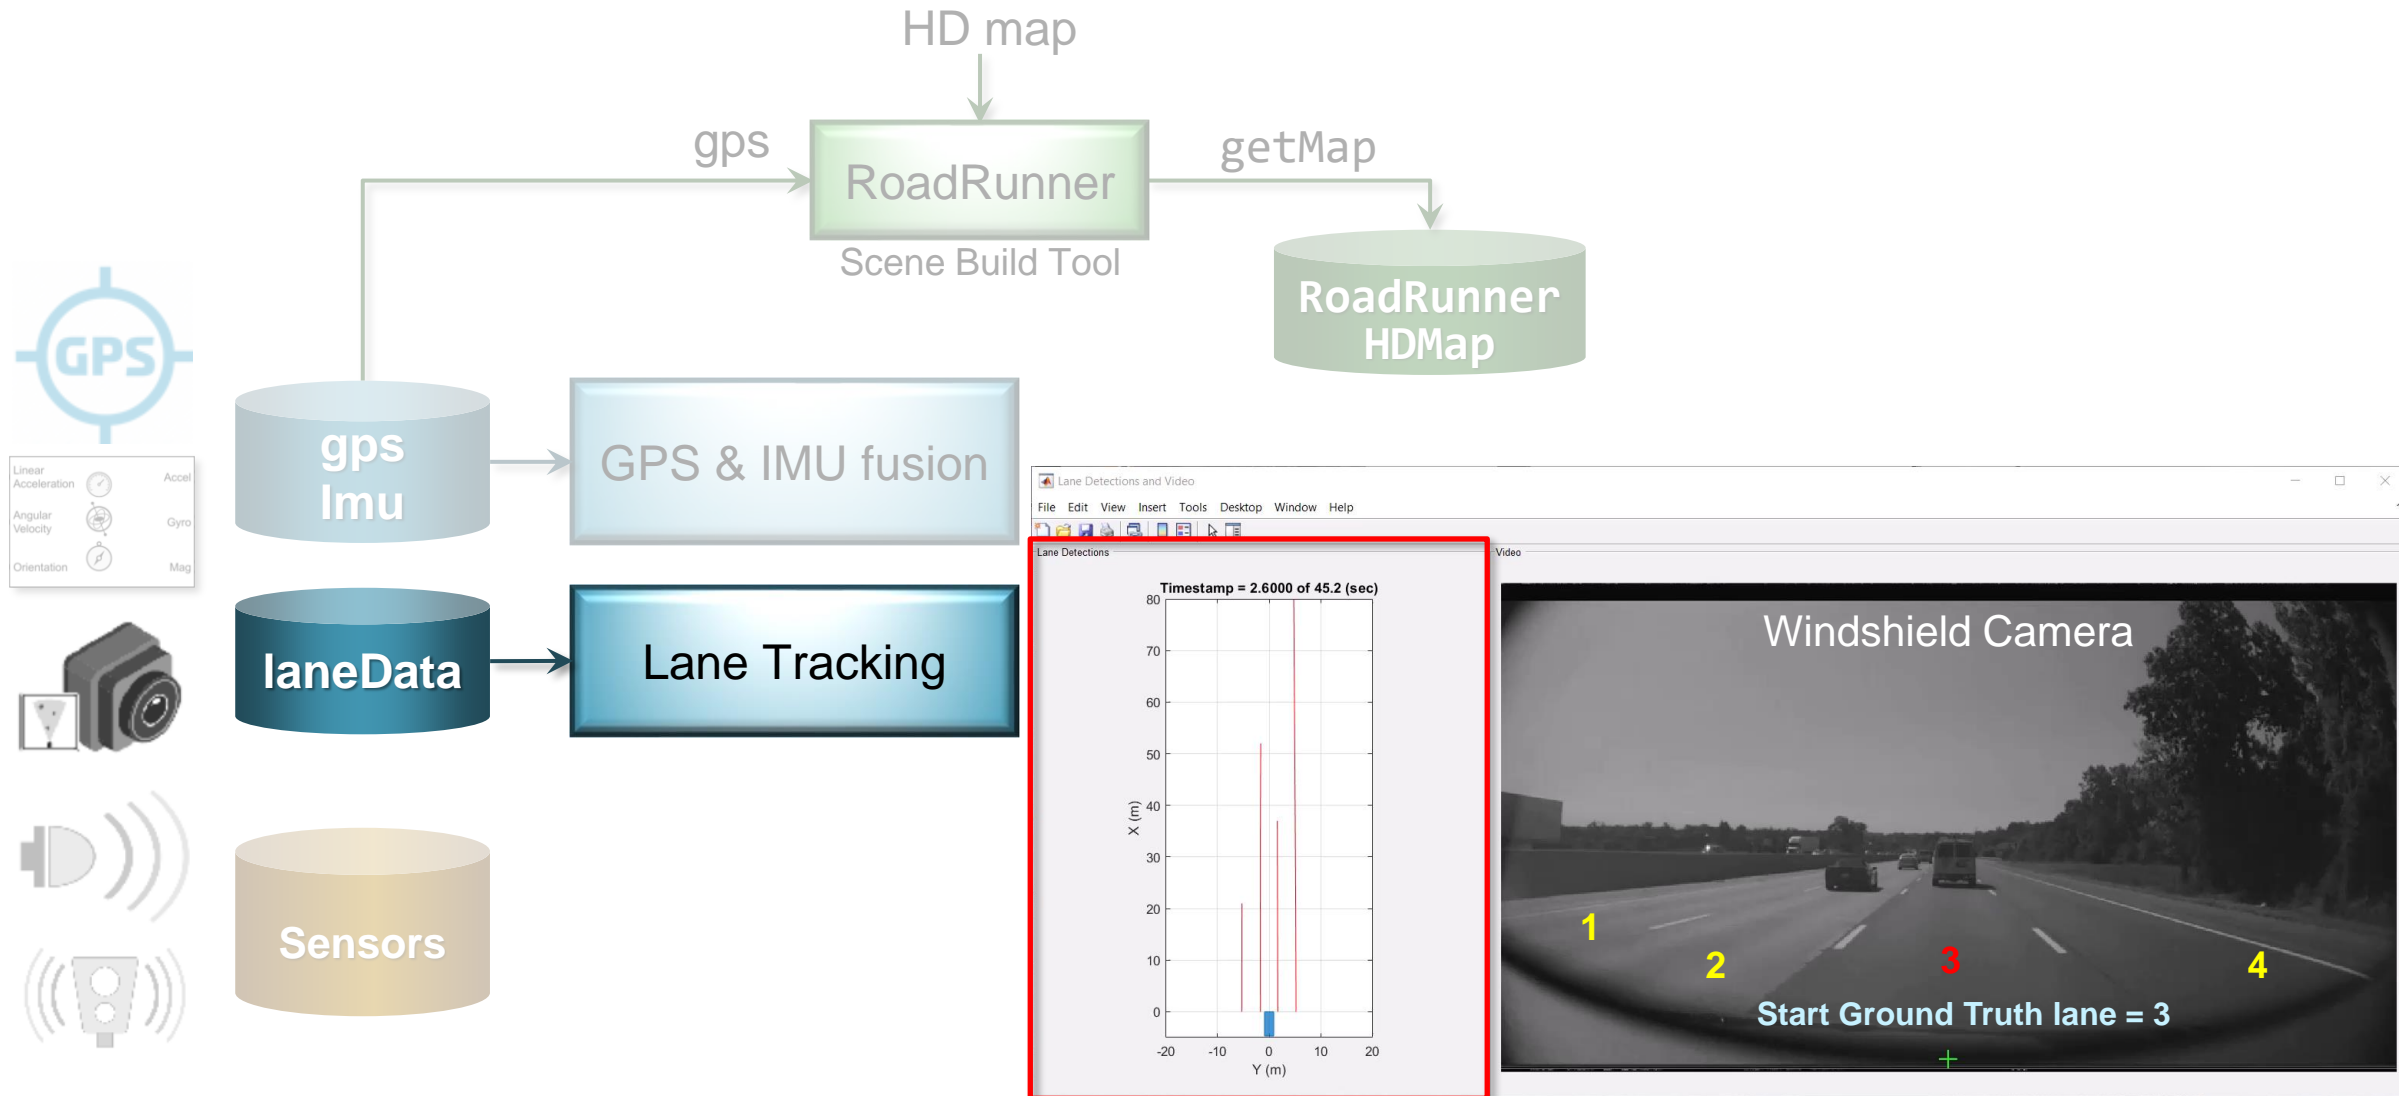 HD map
gps
RoadRunner
getMap
Scene Build Tool
RoadRunner
HDMap
GPS
gps
Imu
GPS & IMU fusion
Linear
Acceleration
Accel
Angular
Velocity
Gyro
Orientation
Mag
laneData
Lane Tracking
Sensors
Lane Detections and Video
File Edit View Insert Tools Desktop Window Help
Lane Detections
Video
Timestamp = 2.6000 of 45.2 (sec)
80
70
60
50
40
30
20
10
0
X (m)
-20 -10 0 10 20
Y (m)
Windshield Camera
1
2
3
4
Start Ground Truth lane = 3